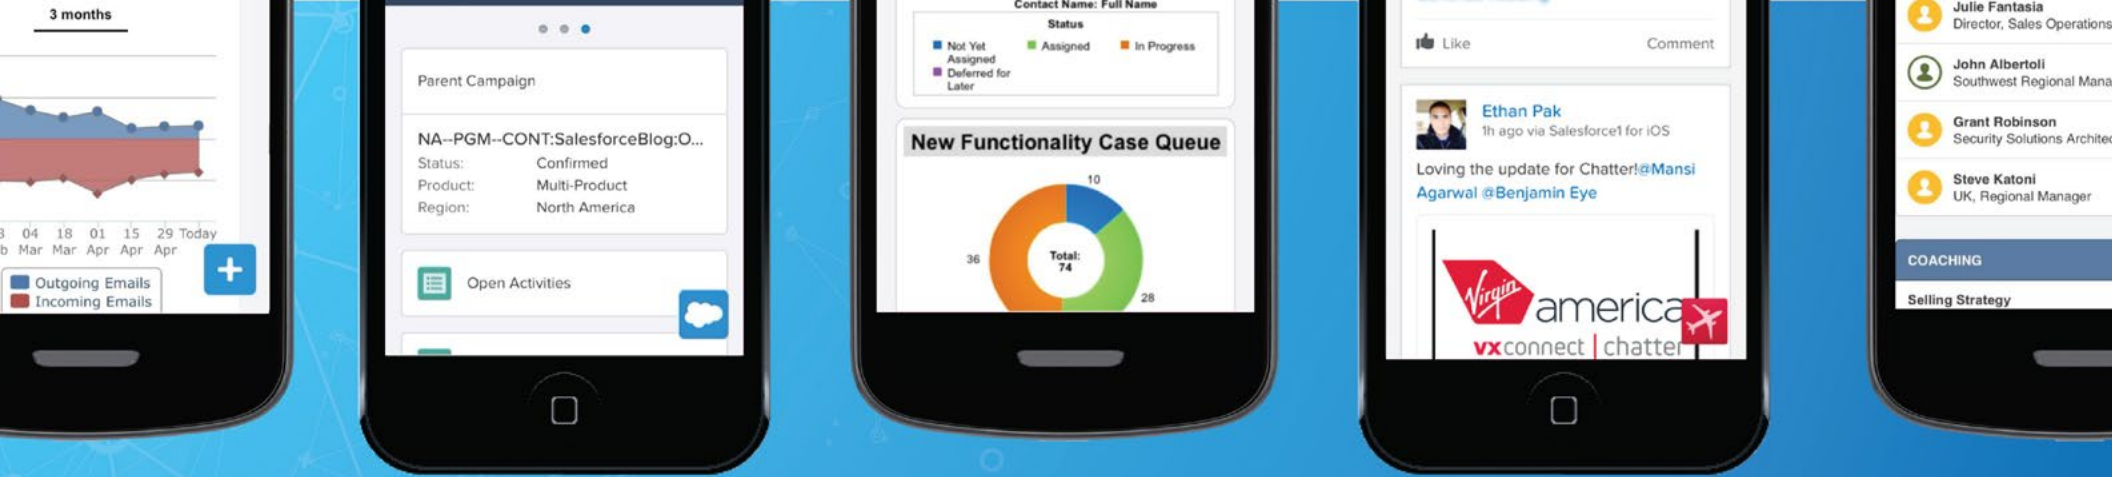 3 months
04 18 01 15 29 Today
Mar Mar Apr Apr Apr
Outgoing Emails
Incoming Emails
Parent Campaign
NA--PGM--CONT:SalesforceBlog:O...
Status: Confirmed
Product: Multi-Product
Region: North America
Open Activities
Contact Name: Full Name
Status
Not Yet Assigned
Assigned
In Progress
Deferred for Later
New Functionality Case Queue
10
36
Total:
74
28
Like Comment
Ethan Pak
1h ago via Salesforce1 for iOS
Loving the update for Chatter!@Mansi
Agarwal @Benjamin Eye
Virgin
america
vxconnect | chatter
Julie Fantasia
Director, Sales Operations
John Albertoli
Southwest Regional Mana
Grant Robinson
Security Solutions Architec
Steve Katoni
UK, Regional Manager
COACHING
Selling Strategy